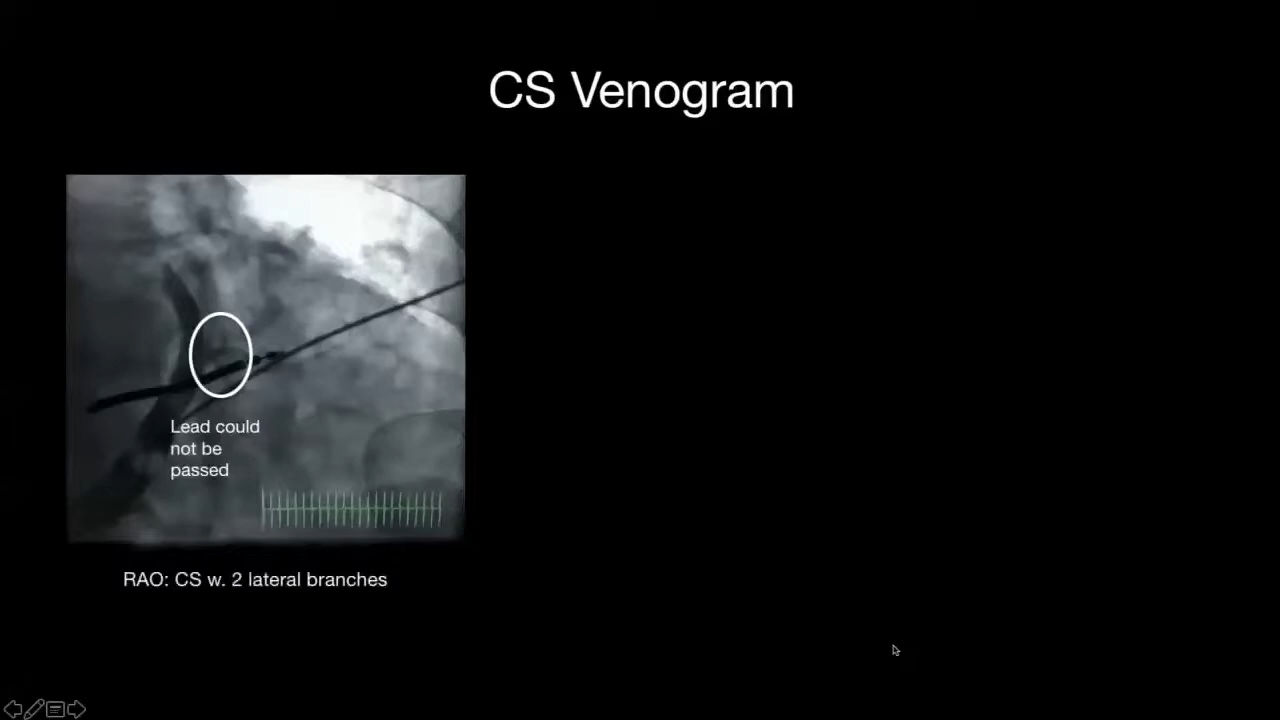 CS Venogram
Lead could
not be
passed
RAO: CS w. 2 lateral branches